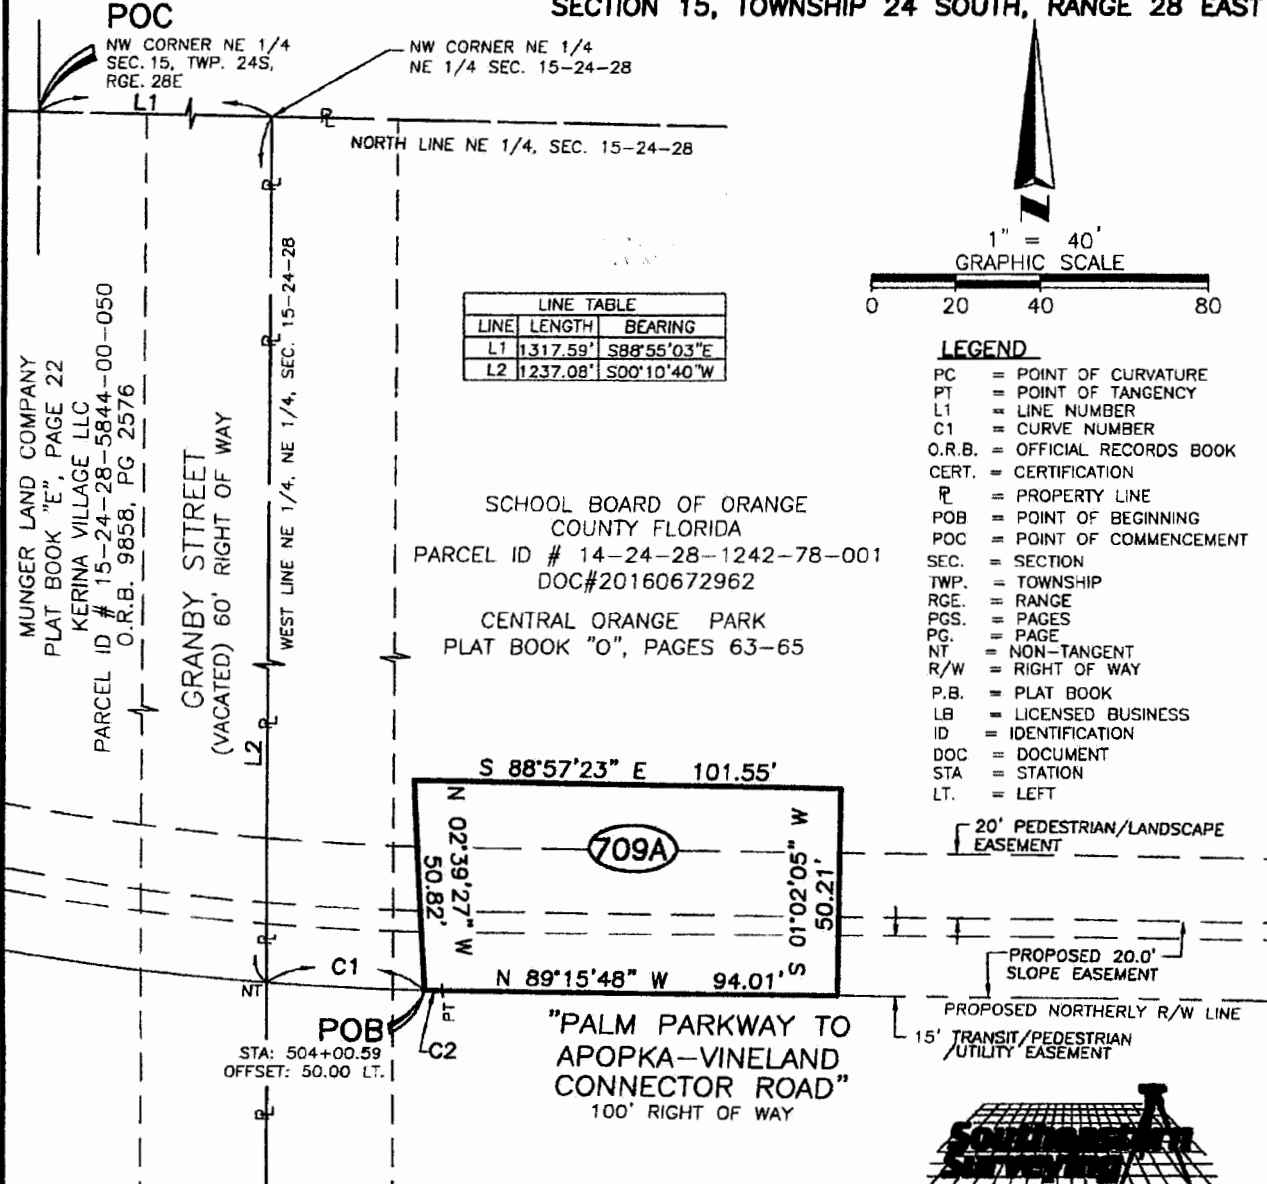 SECTION 15, TOWNSHIP 24 SOUTH, RANGE 28 EAST
POC
NW CORNER NE 1/4
SEC. 15, TWP. 24S,
RGE. 28E
NW CORNER NE 1/4
NE 1/4 SEC. 15-24-28
L1
PL
NORTH LINE NE 1/4, SEC. 15-24-28
1" = 40'
GRAPHIC SCALE
0 20 40 80
LINE TABLE
LINE LENGTH BEARING
L1 1317.59' S88°55'03"E
L2 1237.08' S00°10'40"W
LEGEND
PC = POINT OF CURVATURE
PT = POINT OF TANGENCY
L1 = LINE NUMBER
C1 = CURVE NUMBER
O.R.B. = OFFICIAL RECORDS BOOK
CERT. = CERTIFICATION
PL = PROPERTY LINE
POB = POINT OF BEGINNING
POC = POINT OF COMMENCEMENT
SEC. = SECTION
TWP. = TOWNSHIP
RGE. = RANGE
PGS. = PAGES
PG. = PAGE
NT = NON-TANGENT
R/W = RIGHT OF WAY
P.B. = PLAT BOOK
LB = LICENSED BUSINESS
ID = IDENTIFICATION
DOC = DOCUMENT
STA = STATION
LT. = LEFT
MUNGER LAND COMPANY
PLAT BOOK "E", PAGE 22
KERINA VILLAGE LLC
PARCEL ID # 15-24-28-5844-00-050
O.R.B. 9858, PG 2576
GRANBY STTREET
(VACATED) 60' RIGHT OF WAY
PL
PL
WEST LINE NE 1/4, NE 1/4, SEC. 15-24-28
L2
PL
SCHOOL BOARD OF ORANGE
COUNTY FLORIDA
PARCEL ID # 14-24-28-1242-78-001
DOC#20160672962
CENTRAL ORANGE PARK
PLAT BOOK "O", PAGES 63-65
S 88°57'23" E 101.55'
N 02°39'27" W
50.82'
709A
S 01°02'05" W
50.21'
N 89°15'48" W 94.01'
20' PEDESTRIAN/LANDSCAPE
EASEMENT
PROPOSED 20.0'
SLOPE EASEMENT
PROPOSED NORTHERLY R/W LINE
15' TRANSIT/PEDESTRIAN
/UTILITY EASEMENT
PL
C1
NT
PT
POB
STA: 504+00.59
OFFSET: 50.00 LT.
C2
PL
"PALM PARKWAY TO
APOPKA-VINELAND
CONNECTOR ROAD"
100' RIGHT OF WAY
Southeastern
Surveying